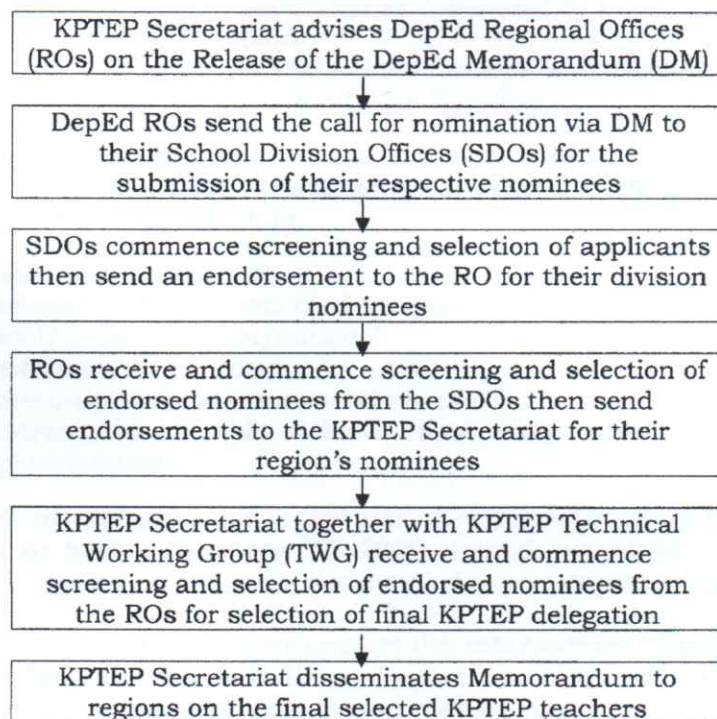 KPTEP Secretariat advises DepEd Regional Offices
(ROs) on the Release of the DepEd Memorandum (DM)
DepEd ROs send the call for nomination via DM to
their School Division Offices (SDOs) for the
submission of their respective nominees
SDOs commence screening and selection of applicants
then send an endorsement to the RO for their division
nominees
ROs receive and commence screening and selection of
endorsed nominees from the SDOs then send
endorsements to the KPTEP Secretariat for their
region's nominees
KPTEP Secretariat together with KPTEP Technical
Working Group (TWG) receive and commence
screening and selection of endorsed nominees from
the ROs for selection of final KPTEP delegation
KPTEP Secretariat disseminates Memorandum to
regions on the final selected KPTEP teachers